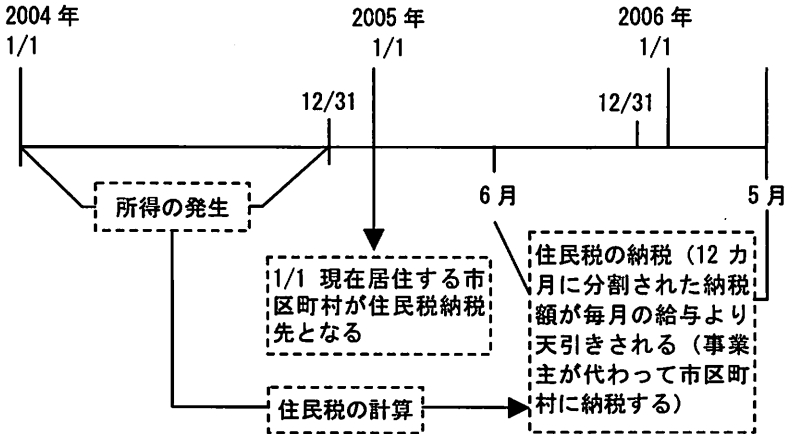 2004 年
1/1
2005 年
1/1
2006 年
1/1
12/31
12/31
6 月
5 月
所得の発生
1/1 現在居住する市
区町村が住民税納税
先となる
住民税の納税（12 カ
月に分割された納税
額が毎月の給与より
天引きされる（事業
主が代わって市区町
村に納税する）
住民税の計算